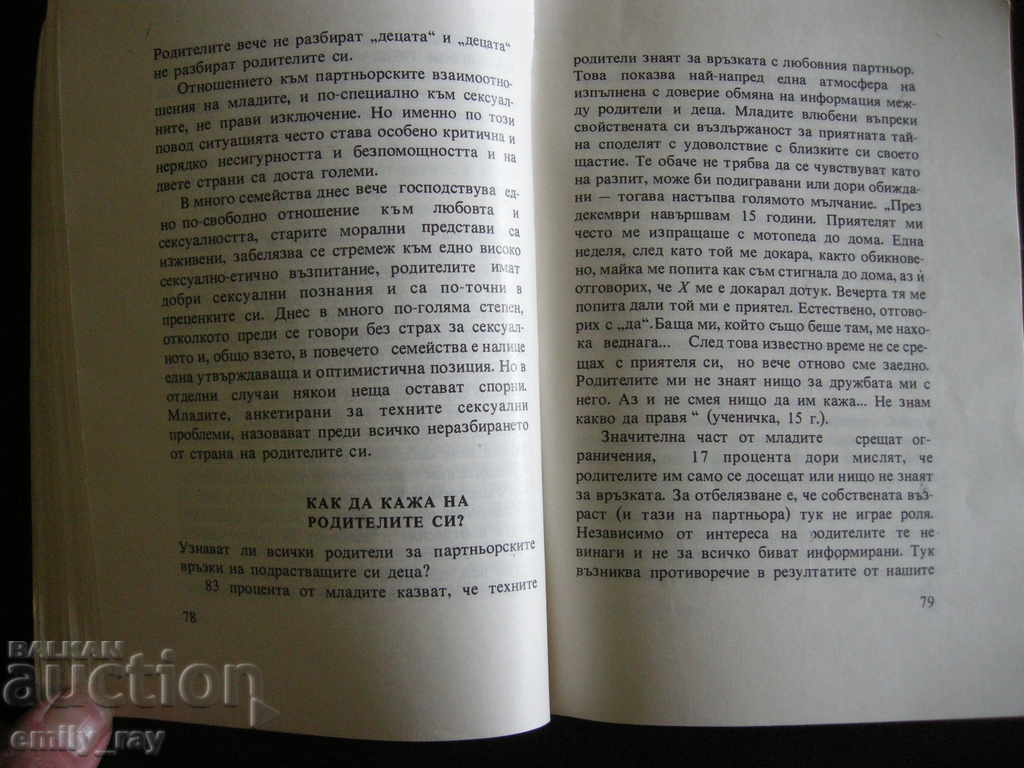 Родителите вече не разбират „децата“ и „децата“
не разбират родителите си.
Отношението към партньорските взаимоотно-
шения на младите, и по-специално към сексуал-
ните, не прави изключение. Но именно по този
повод ситуацията често става особено критична и
нерядко несигурността и безпомощността и на
двете страни са доста големи.
В много семейства днес вече господствува ед-
но по-свободно отношение към любовта и
сексуалността, старите морални представи са
изживени, забелязва се стремеж към едно високо
сексуално-етично възпитание, родителите имат
добри сексуални познания и са по-точни в
преценките си. Днес в много по-голяма степен,
отколкото преди се говори без страх за сексуал-
ното и, общо взето, в повечето семейства е налице
една утвърждаваща и оптимистична позиция. Но в
отделни случаи някои неща остават спорни.
Младите, анкетирани за техните сексуални
проблеми, назовават преди всичко неразбирането
от страна на родителите си.
КАК ДА КАЖА НА
РОДИТЕЛИТЕ СИ?
Узнават ли всички родители за партньорските
връзки на подрастващите си деца?
83 процента от младите казват, че техните
78
родители знаят за връзката с любовния партньор.
Това показва най-напред една атмосфера на
изпълнена с доверие обмяна на информация меж-
ду родители и деца. Младите влюбени въпреки
свойствената си въздържаност за приятната тай-
на споделят с удоволствие с близките си своето
щастие. Те обаче не трябва да се чувствуват като
на разпит, може би подигравани или дори обижда-
ни — тогава настъпва голямото мълчание. „През
декември навършвам 15 години. Приятелят ми
често ме изпращаше с мотопеда до дома. Една
неделя, след като той ме докара, както обикнове-
но, майка ме попита как съм стигнала до дома, аз ѝ
отговорих, че X ме е докарал дотук. Вечерта тя ме
попита дали той ми е приятел. Естествено, отгово-
рих с „да“. Баща ми, който също беше там, ме нахо-
ка веднага... След това известно време не се сре-
щах с приятеля си, но вече отново сме заедно.
Родителите ми не знаят нищо за дружбата ми с
него. Аз и не смея нищо да им кажа... Не знам
какво да правя “ (ученичка, 15 г.).
Значителна част от младите срещат ог-
раничения, 17 процента дори мислят, че
родителите им само се досещат или нищо не знаят
за връзката. За отбелязване е, че собствената въз-
раст (и тази на партньора) тук не играе роля.
Независимо от интереса на родителите те не
винаги и не за всичко биват информирани. Тук
възниква противоречие в резултатите от нашите
79
BALKAN
auction
emily_ray